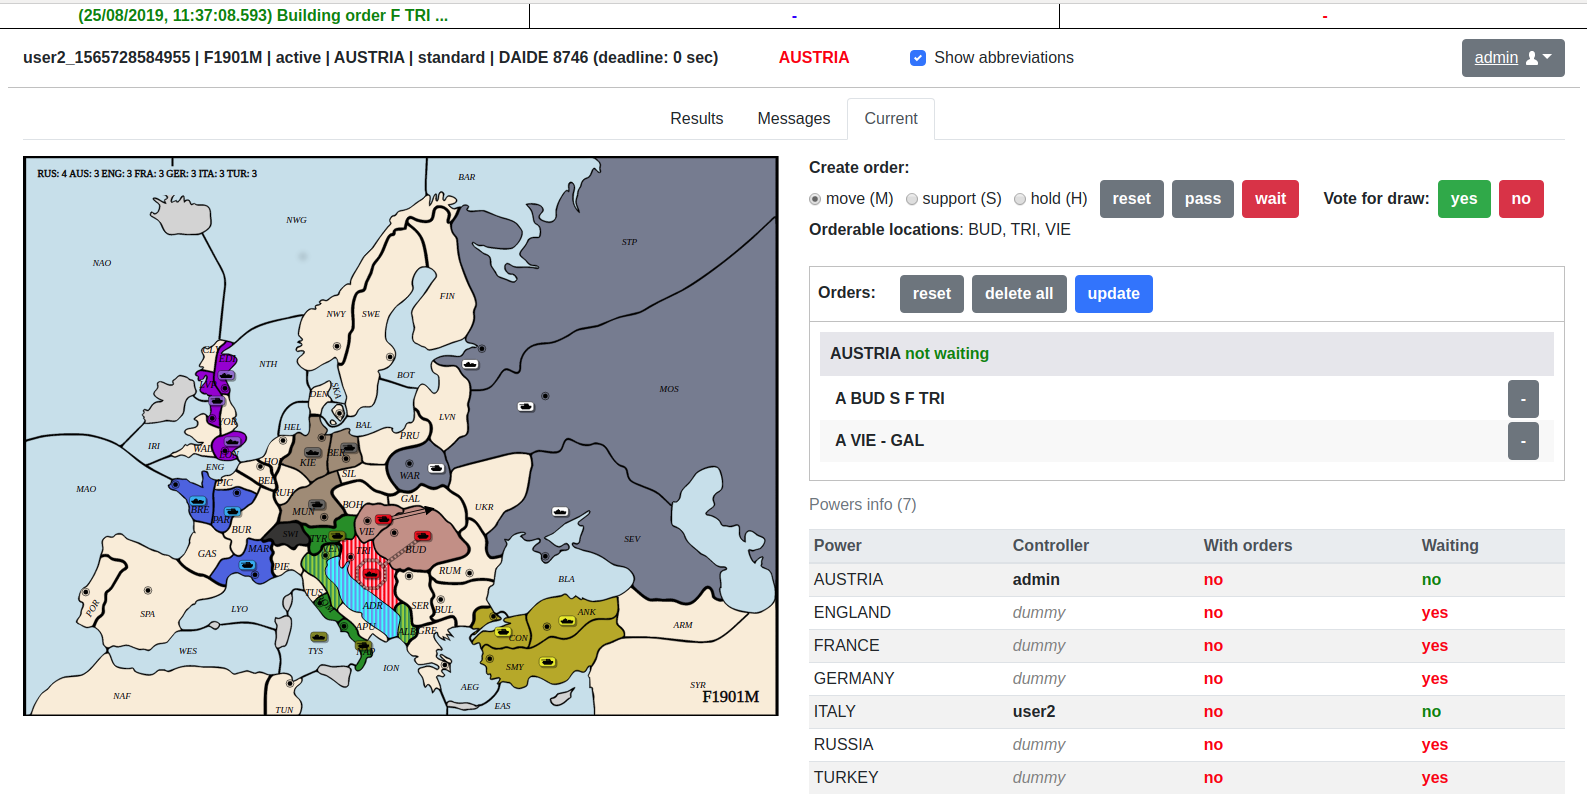 (25/08/2019, 11:37:08.593) Building order F TRI ...
-
-
user2_1565728584955 | F1901M | active | AUSTRIA | standard | DAIDE 8746 (deadline: 0 sec)
AUSTRIA
Show abbreviations
admin
Results
Messages
Current
RUS: 4 AUS: 3 ENG: 3 FRA: 3 GER: 3 ITA: 3 TUR: 3
BAR
NWG
STP
NAO
FIN
NWY
SWE
CLY
EDI
NTH
BOT
MOS
SKA
DEN
LVN
YOR
HEL
BAL
PRU
IRI
WAL
HOL
KIE
BER
ENG
BEL
SIL
WAR
MAO
PIC
RUH
GAL
UKR
BRE
PAR
MUN
BOH
BUR
SWI
TYR
VIE
SEV
GAS
MAR
VEN
TRI
BUD
PIE
RUM
BLA
POR
SPA
LYO
TUS
ROM
ADR
SER
BUL
ANK
APU
ALB
GRE
CON
ARM
WES
TYS
NAP
ION
SMY
NAF
TUN
AEG
EAS
SYR
F1901M
Create order:
move (M)
support (S)
hold (H)
reset
pass
wait
Vote for draw:
yes
no
Orderable locations: BUD, TRI, VIE
Orders:
reset
delete all
update
AUSTRIA not waiting
A BUD S F TRI
-
A VIE - GAL
-
Powers info (7)
Power Controller With orders Waiting
AUSTRIA admin no no
ENGLAND dummy no yes
FRANCE dummy no yes
GERMANY dummy no yes
ITALY user2 no no
RUSSIA dummy no yes
TURKEY dummy no yes